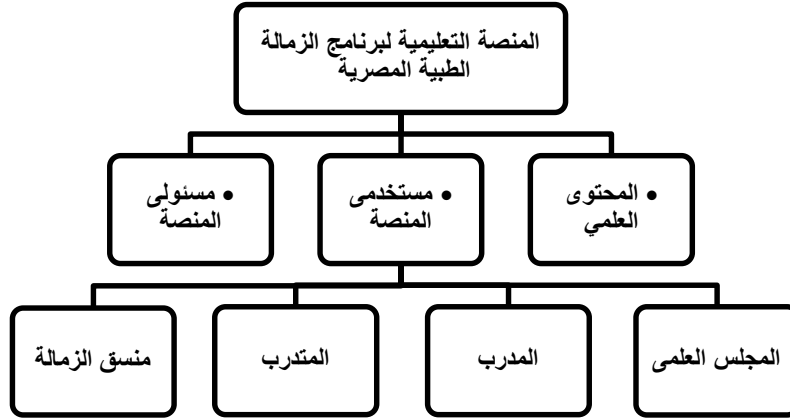 المنصة التعليمية لبرنامج الزمالة
الطبية المصرية
• المحتوى
العلمي
• مستخدمى
المنصة
• مسئولى
المنصة
المجلس العلمى
المدرب
المتدرب
منسق الزمالة